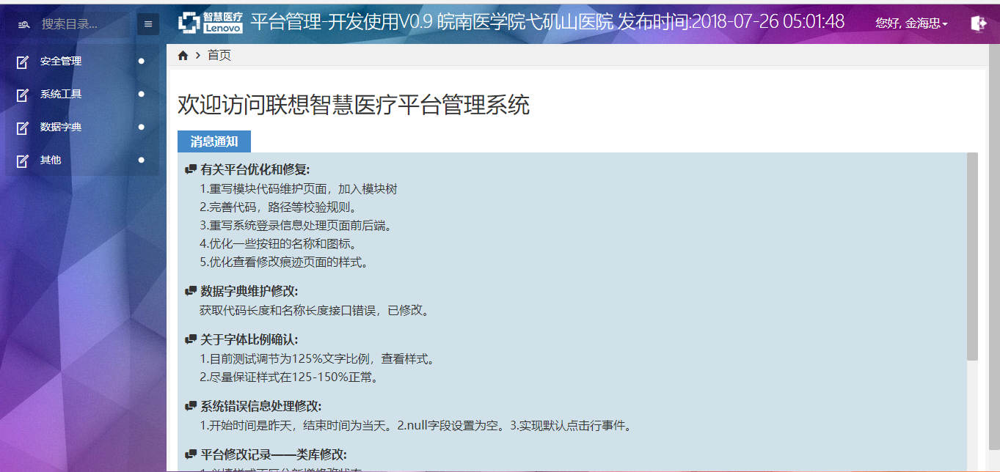 搜索目录...
智慧医疗
Lenovo
平台管理-开发使用V0.9 皖南医学院弋矶山医院 发布时间:2018-07-26 05:01:48
您好, 金海忠
安全管理
系统工具
数据字典
其他
首页
欢迎访问联想智慧医疗平台管理系统
消息通知
有关平台优化和修复:
1.重写模块代码维护页面，加入模块树
2.完善代码，路径等校验规则。
3.重写系统登录信息处理页面前后端。
4.优化一些按钮的名称和图标。
5.优化查看修改痕迹页面的样式。
数据字典维护修改:
获取代码长度和名称长度接口错误，已修改。
关于字体比例确认:
1.目前测试调节为125%文字比例，查看样式。
2.尽量保证样式在125-150%正常。
系统错误信息处理修改:
1.开始时间是昨天，结束时间为当天。2.null字段设置为空。3.实现默认点击行事件。
平台修改记录——类库修改: